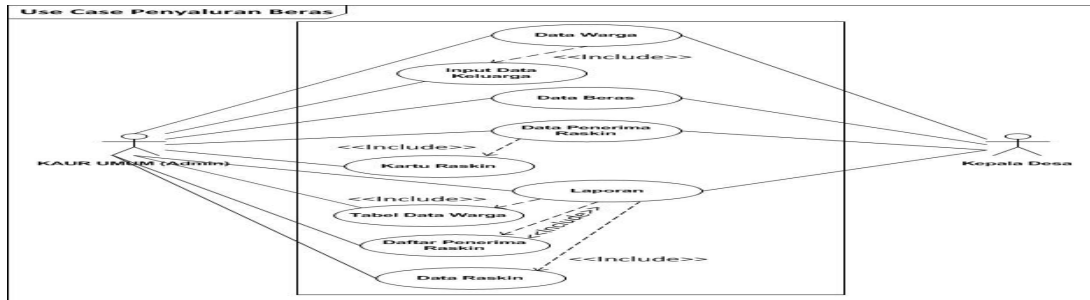 Use Case Penyaluran Beras
Data Warga
<<Include>>
Input Data
Keluarga
Data Beras
Data Penerima
Raskin
<<Include>>
KAUR UMUM (Admin)
Kepala Desa
Kartu Raskin
Laporan
<<Include>>
Tabel Data Warga
<<Include>>
Daftar Penerima
Raskin
<<Include>>
Data Raskin